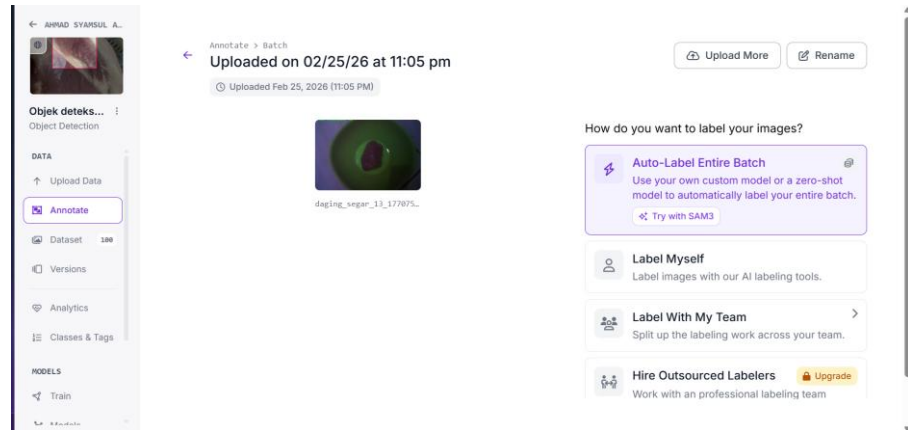 ← AHMAD SYAMSUL A…
Objek deteks…
Object Detection
DATA
Upload Data
Annotate
Dataset 100
Versions
Analytics
Classes & Tags
MODELS
Train
Annotate > Batch
Uploaded on 02/25/26 at 11:05 pm
Uploaded Feb 25, 2026 (11:05 PM)
Upload More
Rename
daging_segar_13_177075…
How do you want to label your images?
Auto-Label Entire Batch
Use your own custom model or a zero-shot
model to automatically label your entire batch.
Try with SAM3
Label Myself
Label images with our AI labeling tools.
Label With My Team
Split up the labeling work across your team.
Hire Outsourced Labelers
Upgrade
Work with an professional labeling team